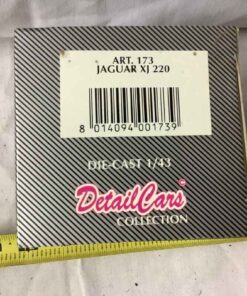 ART. 173
JAGUAR XJ 220
8 014094 001739
DIE-CAST 1/43
DetailCars
COLLECTION